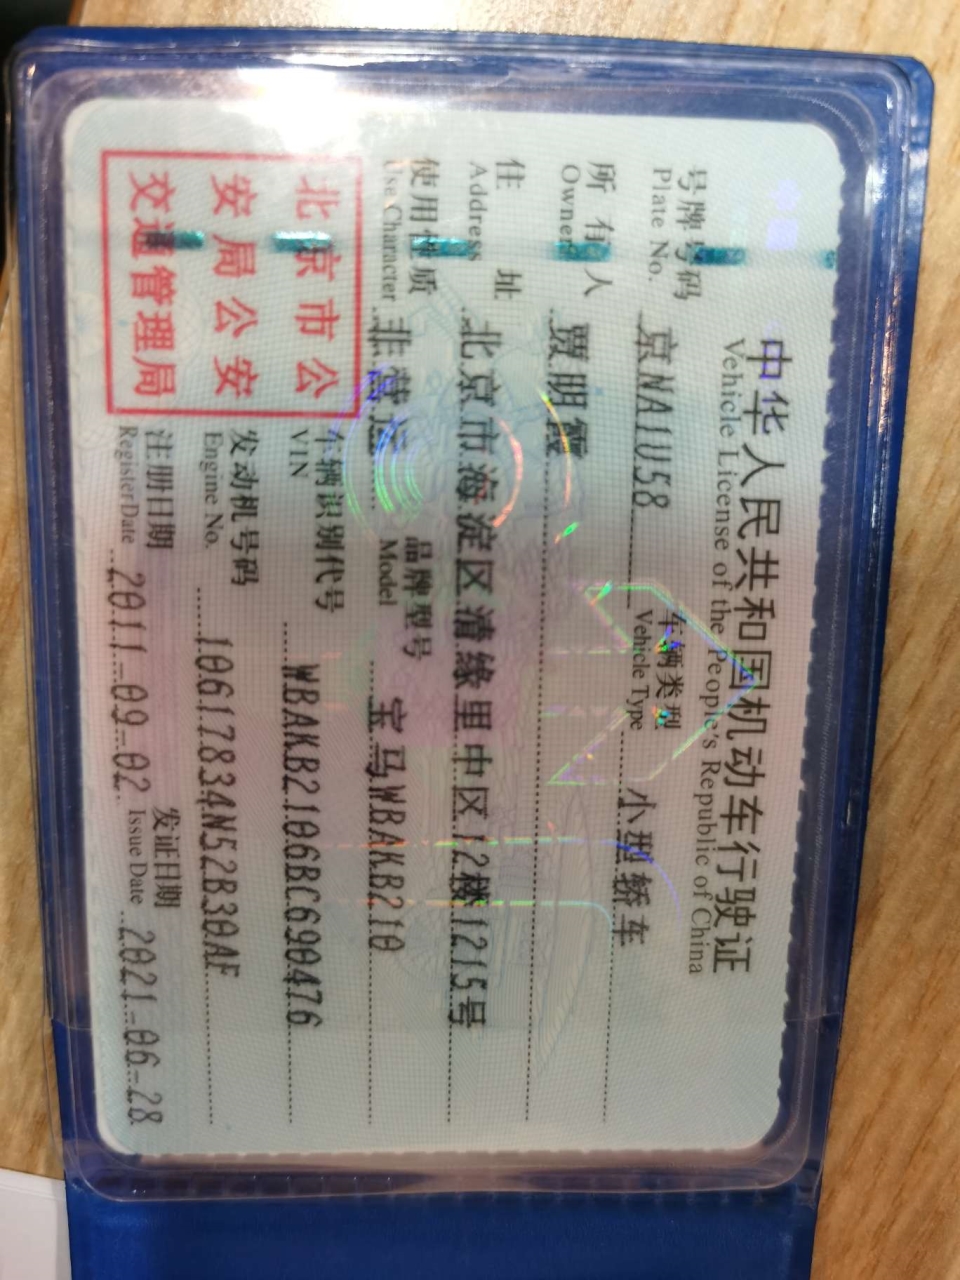 中华人民共和国机动车行驶证
Vehicle License of the People's Republic of China
号牌号码 京NA1U58 车辆类型 小型轿车
Plate No. Vehicle Type
所有人 贾明霞
Owner
住址 北京市海淀区清缘里中区12楼1215号
Address
使用性质 非营运 品牌型号 宝马WBAKB210
Use Character Model
北京市公
安局公安
交通管理局
车辆识别代号 WBAKB2106BC690476
VIN
发动机号码 10617834N52B30AF
Engine No.
注册日期 2011-09-02 发证日期 2021-06-28
Register Date Issue Date